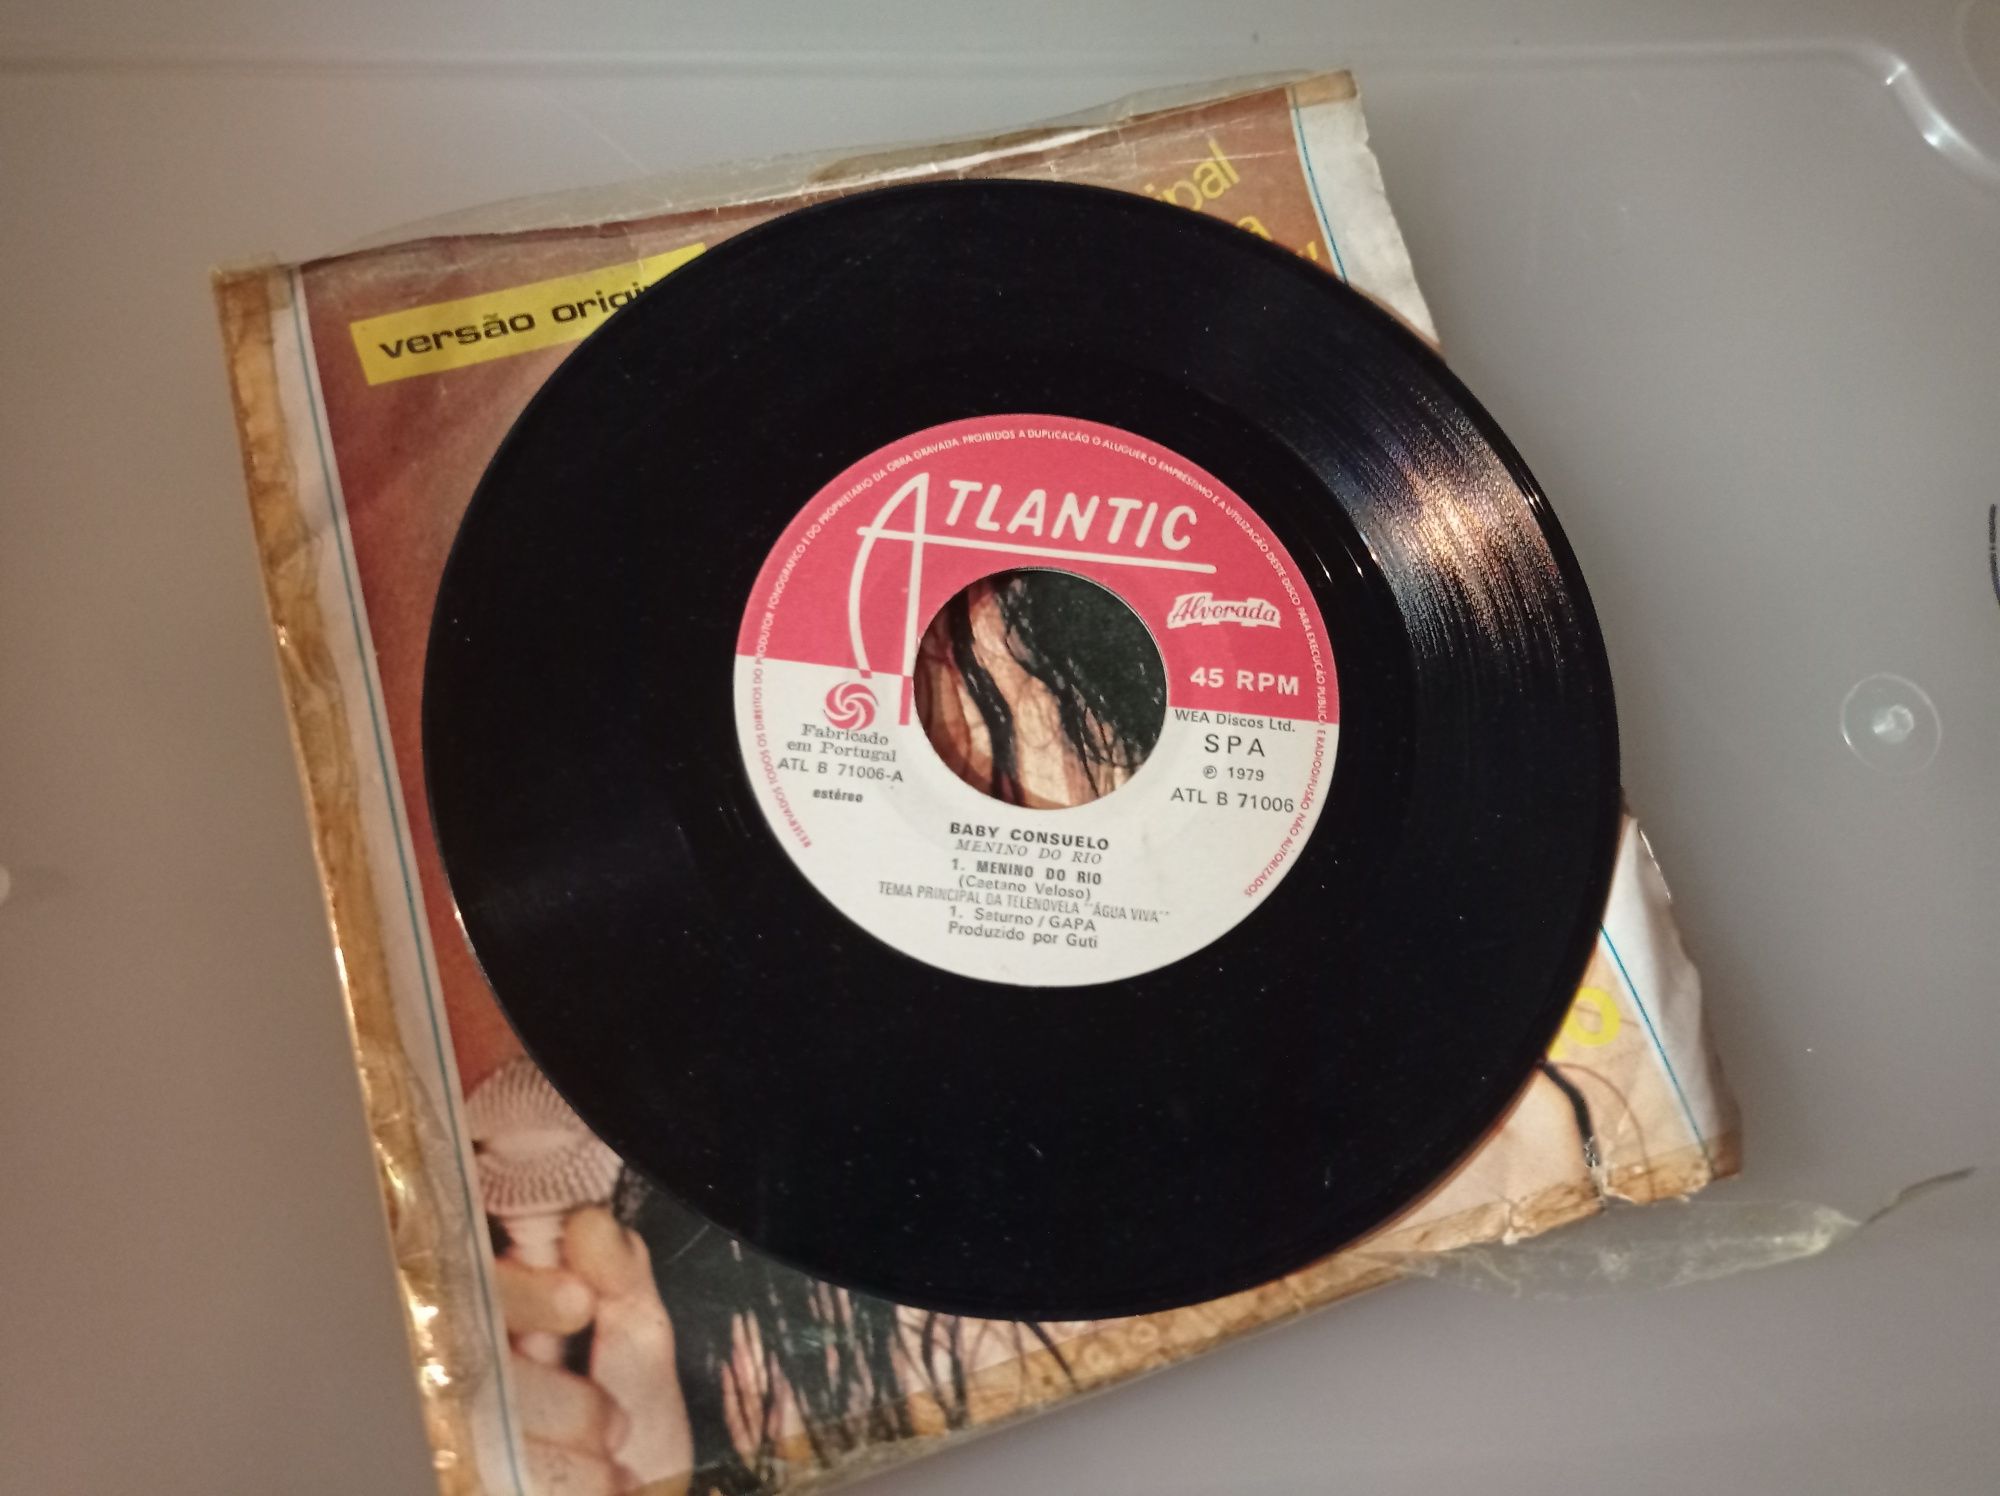 versão
ipal
RESERVADOS TODOS OS DIREITOS DO PRODUTOR FONOGRÁFICO E DO PROPRIETÁRIO DA OBRA GRAVADA. PROIBIDOS A DUPLICAÇÃO O ALUGUER O EMPRÉSTIMO E A UTILIZAÇÃO DESTE DISCO PARA EXECUÇÃO PÚBLICA E RADIODIFUSÃO NÃO AUTORIZADOS
ATLANTIC
Alvorada
45 RPM
Fabricado
em Portugal
ATL B 71006-A
estéreo
WEA Discos Ltd.
SPA
℗ 1979
ATL B 71006
BABY CONSUELO
MENINO DO RIO
1. MENINO DO RIO
(Caetano Veloso)
TEMA PRINCIPAL DA TELENOVELA "ÁGUA VIVA"
1. Saturno / GAPA
Produzido por Guti